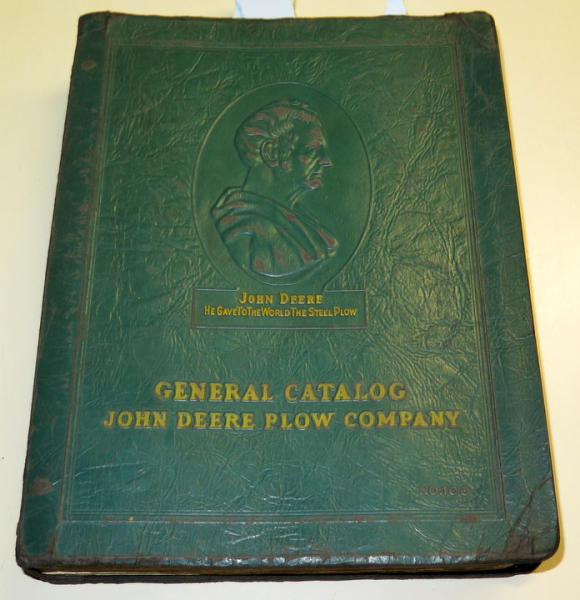 JOHN DEERE
HE GAVE TO THE WORLD THE STEEL PLOW
GENERAL CATALOG
JOHN DEERE PLOW COMPANY